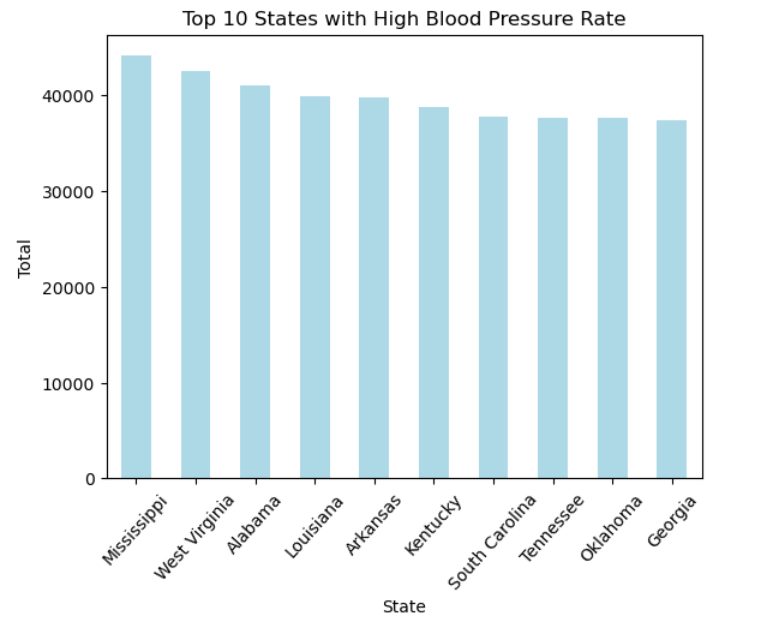 Top 10 States with High Blood Pressure Rate
Total
40000
30000
20000
10000
0
Mississippi
West Virginia
Alabama
Louisiana
Arkansas
Kentucky
South Carolina
Tennessee
Oklahoma
Georgia
State